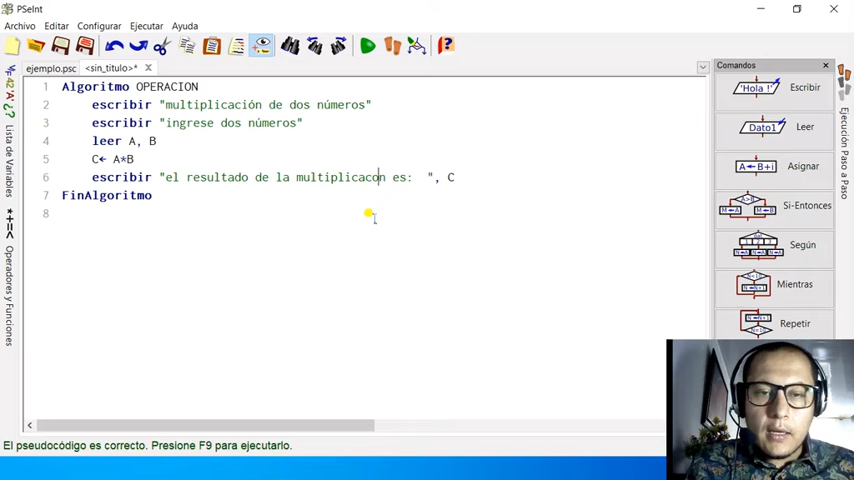 PSeInt
Archivo Editar Configurar Ejecutar Ayuda
ejemplo.psc <sin_titulo>*
Comandos
1 Algoritmo OPERACION
2 escribir "multiplicación de dos números"
3 escribir "ingrese dos números"
4 leer A, B
5 C← A*B
6 escribir "el resultado de la multiplicacon es:  ", C
7 FinAlgoritmo
8
Lista de Variables
Operadores y Funciones
'Hola !' Escribir
Dato1 Leer
A←B+i Asignar
Si-Entonces
Según
Mientras
Repetir
Ejecución Paso a Paso
El pseudocódigo es correcto. Presione F9 para ejecutarlo.